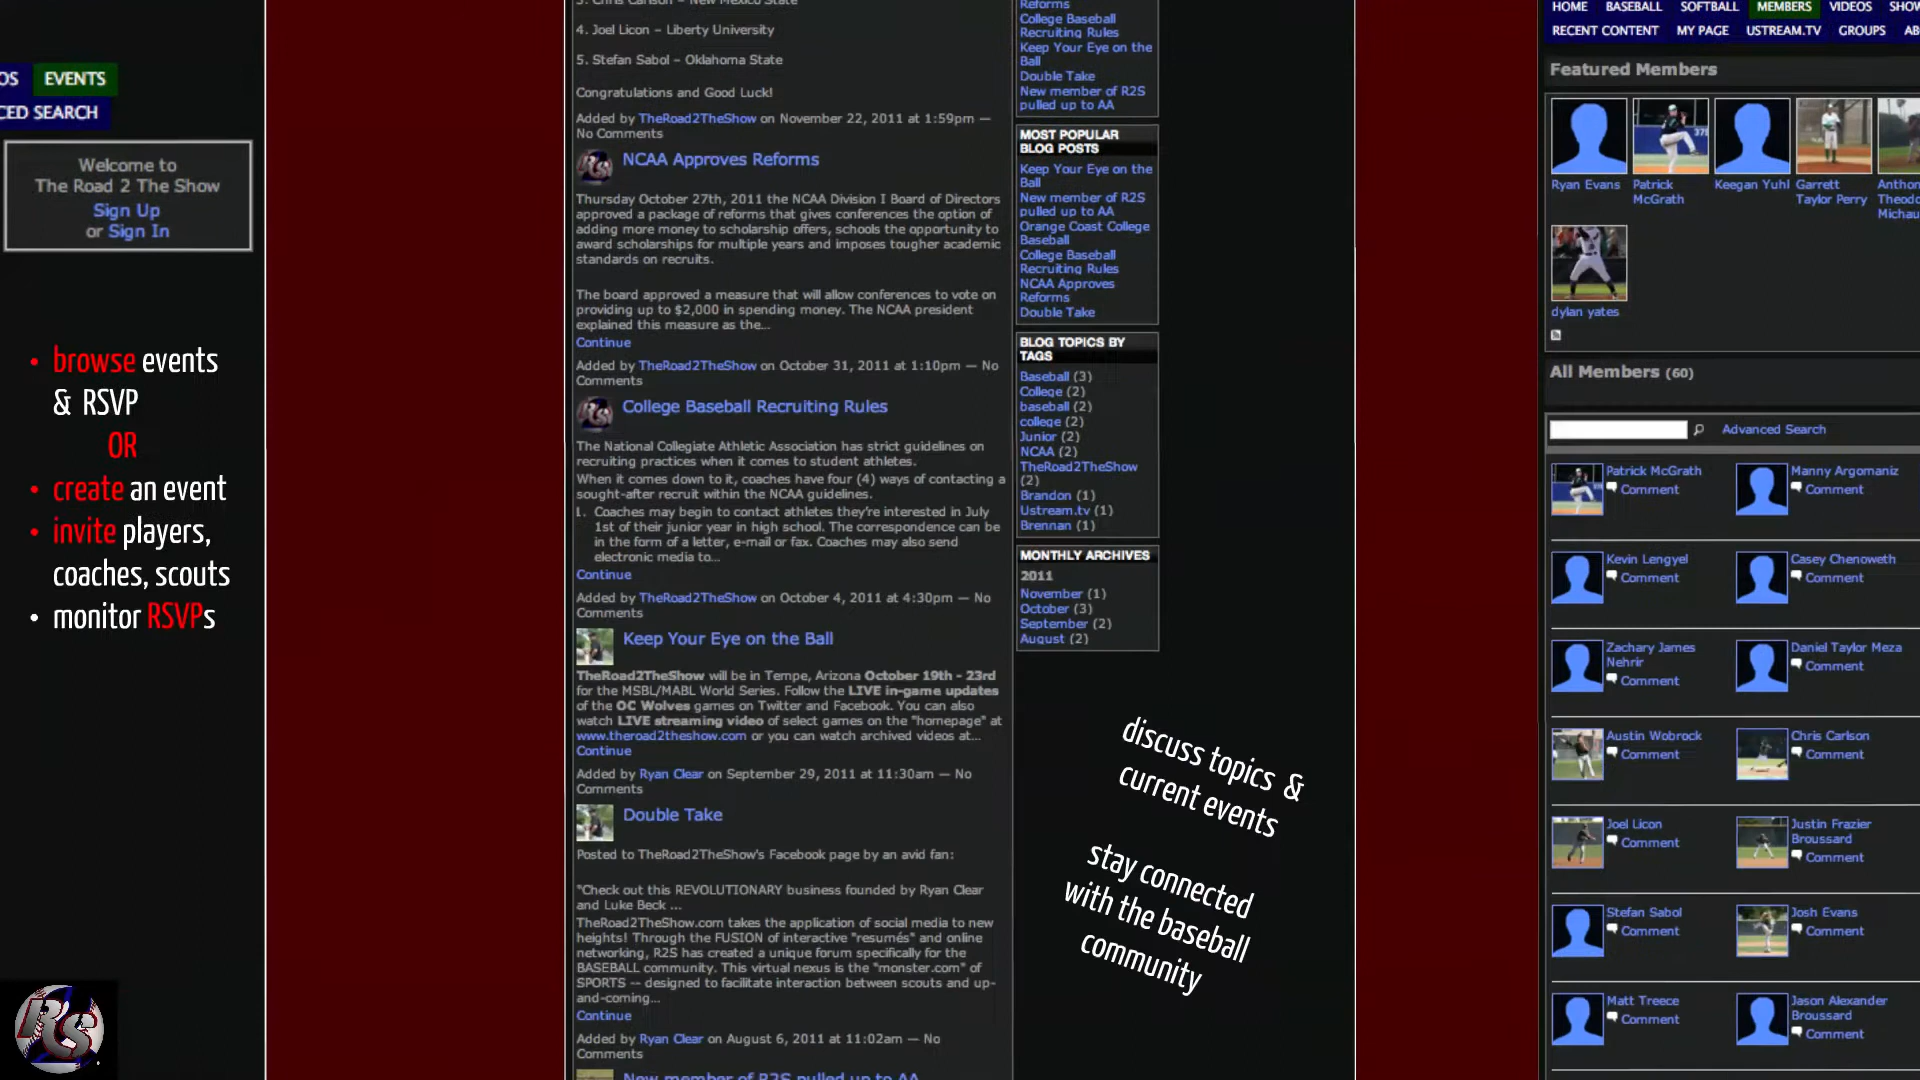 OS EVENTS
CED SEARCH
Welcome to
The Road 2 The Show
Sign Up
or Sign In
• browse events
& RSVP
OR
• create an event
• invite players,
coaches, scouts
• monitor RSVPs
RS
3. Chris Carlson – New Mexico State
4. Joel Licon – Liberty University
5. Stefan Sabol – Oklahoma State
Congratulations and Good Luck!
Added by TheRoad2TheShow on November 22, 2011 at 1:59pm —
No Comments
NCAA Approves Reforms
Thursday October 27th, 2011 the NCAA Division I Board of Directors
approved a package of reforms that gives conferences the option of
adding more money to scholarship offers, schools the opportunity to
award scholarships for multiple years and imposes tougher academic
standards on recruits.
The board approved a measure that will allow conferences to vote on
providing up to $2,000 in spending money. The NCAA president
explained this measure as the...
Continue
Added by TheRoad2TheShow on October 31, 2011 at 1:10pm — No
Comments
College Baseball Recruiting Rules
The National Collegiate Athletic Association has strict guidelines on
recruiting practices when it comes to student athletes.
When it comes down to it, coaches have four (4) ways of contacting a
sought-after recruit within the NCAA guidelines.
1. Coaches may begin to contact athletes they're interested in July
1st of their junior year in high school. The correspondence can be
in the form of a letter, e-mail or fax. Coaches may also send
electronic media to...
Continue
Added by TheRoad2TheShow on October 4, 2011 at 4:30pm — No
Comments
Keep Your Eye on the Ball
TheRoad2TheShow will be in Tempe, Arizona October 19th - 23rd
for the MSBL/MABL World Series. Follow the LIVE in-game updates
of the OC Wolves games on Twitter and Facebook. You can also
watch LIVE streaming video of select games on the "homepage" at
www.theroad2theshow.com or you can watch archived videos at...
Continue
Added by Ryan Clear on September 29, 2011 at 11:30am — No
Comments
Double Take
Posted to TheRoad2TheShow's Facebook page by an avid fan:
"Check out this REVOLUTIONARY business founded by Ryan Clear
and Luke Beck ...
TheRoad2TheShow.com takes the application of social media to new
heights! Through the FUSION of interactive "resumés" and online
networking, R2S has created a unique forum specifically for the
BASEBALL community. This virtual nexus is the "monster.com" of
SPORTS -- designed to facilitate interaction between scouts and up-
and-coming...
Continue
Added by Ryan Clear on August 6, 2011 at 11:02am — No
Comments
New member of R2S pulled up to AA
Reforms
College Baseball
Recruiting Rules
Keep Your Eye on the
Ball
Double Take
New member of R2S
pulled up to AA
MOST POPULAR
BLOG POSTS
Keep Your Eye on the
Ball
New member of R2S
pulled up to AA
Orange Coast College
Baseball
College Baseball
Recruiting Rules
NCAA Approves
Reforms
Double Take
BLOG TOPICS BY
TAGS
Baseball (3)
College (2)
baseball (2)
college (2)
Junior (2)
NCAA (2)
TheRoad2TheShow
(2)
Brandon (1)
Ustream.tv (1)
Brennan (1)
MONTHLY ARCHIVES
2011
November (1)
October (3)
September (2)
August (2)
discuss topics &
current events
stay connected
with the baseball
community
HOME BASEBALL SOFTBALL MEMBERS VIDEOS SHOW
RECENT CONTENT MY PAGE USTREAM.TV GROUPS AB
Featured Members
Ryan Evans Patrick McGrath Keegan Yuhl Garrett Taylor Perry Anthon Theodo Michau
dylan yates
All Members (60)
Advanced Search
Patrick McGrath Manny Argomaniz
Comment Comment
Kevin Lengyel Casey Chenoweth
Comment Comment
Zachary James Nehrir Daniel Taylor Meza
Comment Comment
Austin Wobrock Chris Carlson
Comment Comment
Joel Licon Justin Frazier Broussard
Comment Comment
Stefan Sabol Josh Evans
Comment Comment
Matt Treece Jason Alexander Broussard
Comment Comment